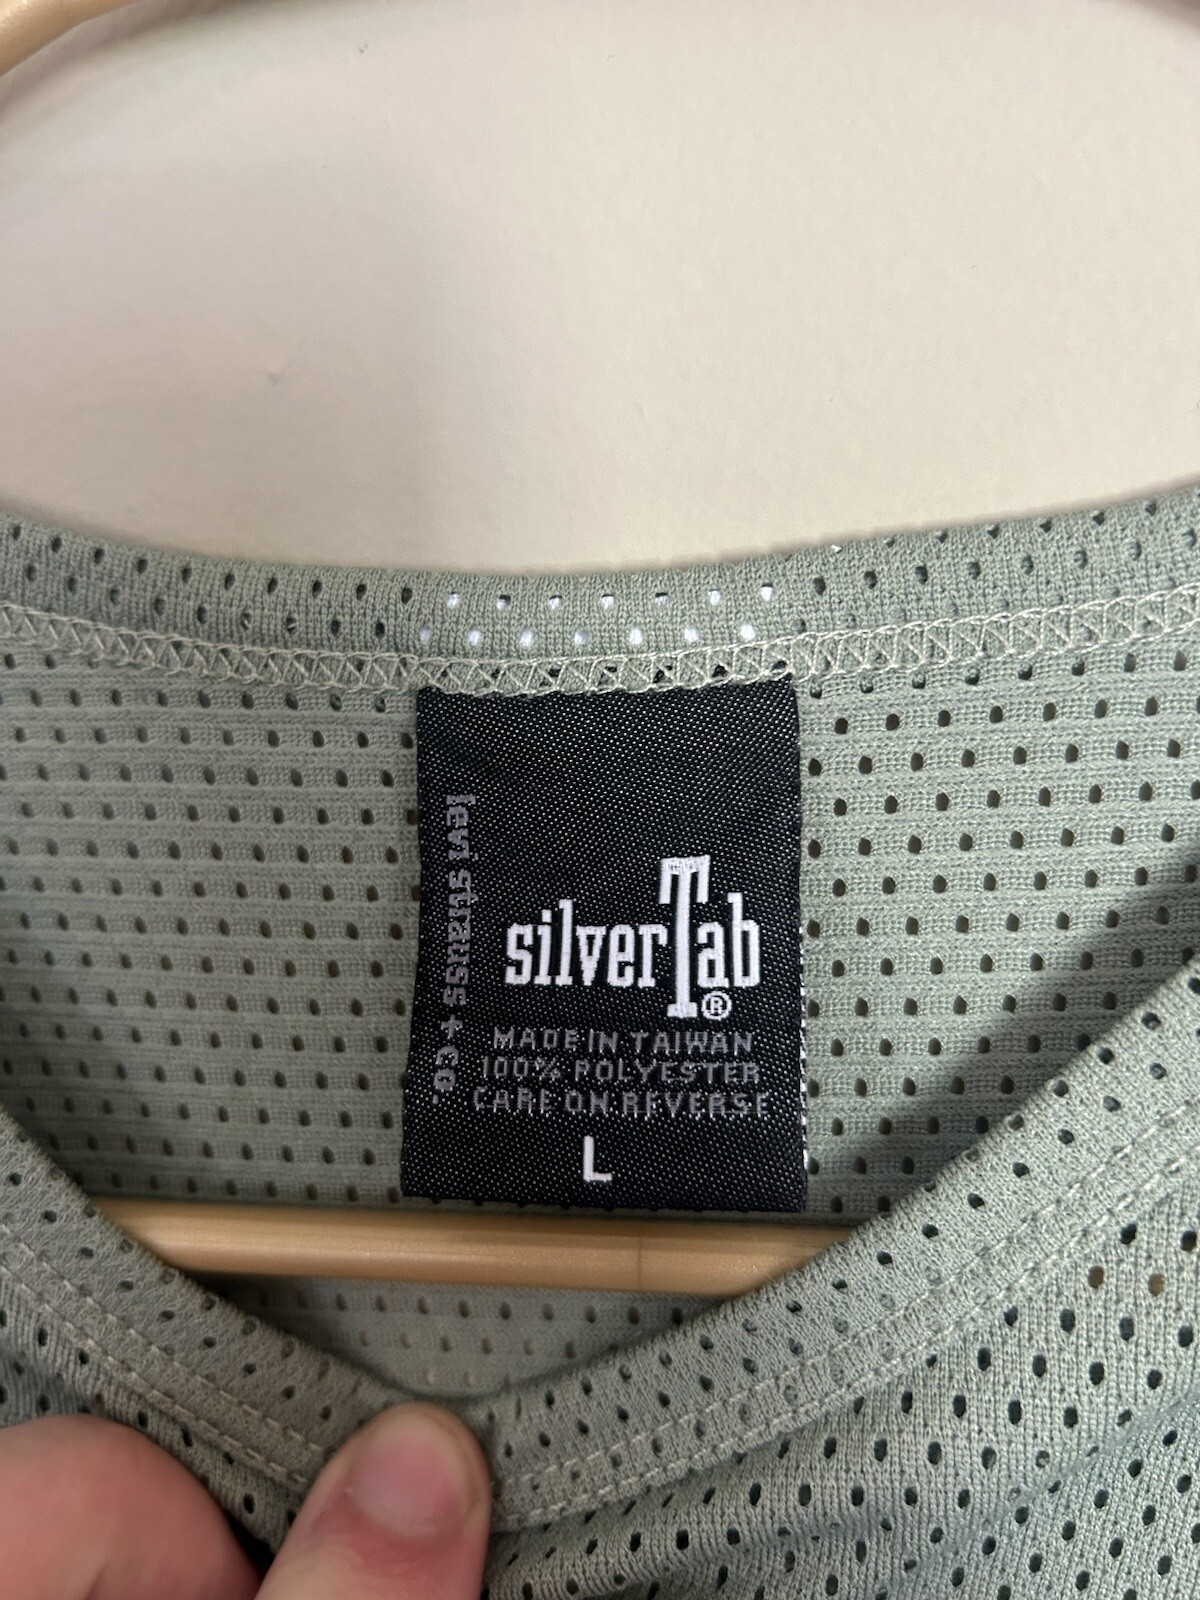 levi strauss + co.
silverTab®
MADE IN TAIWAN
100% POLYESTER
CARE ON REVERSE
L